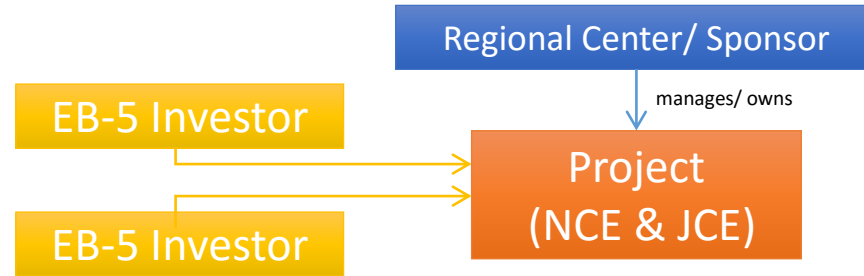 Regional Center/ Sponsor
manages/ owns
EB-5 Investor
Project
(NCE & JCE)
EB-5 Investor